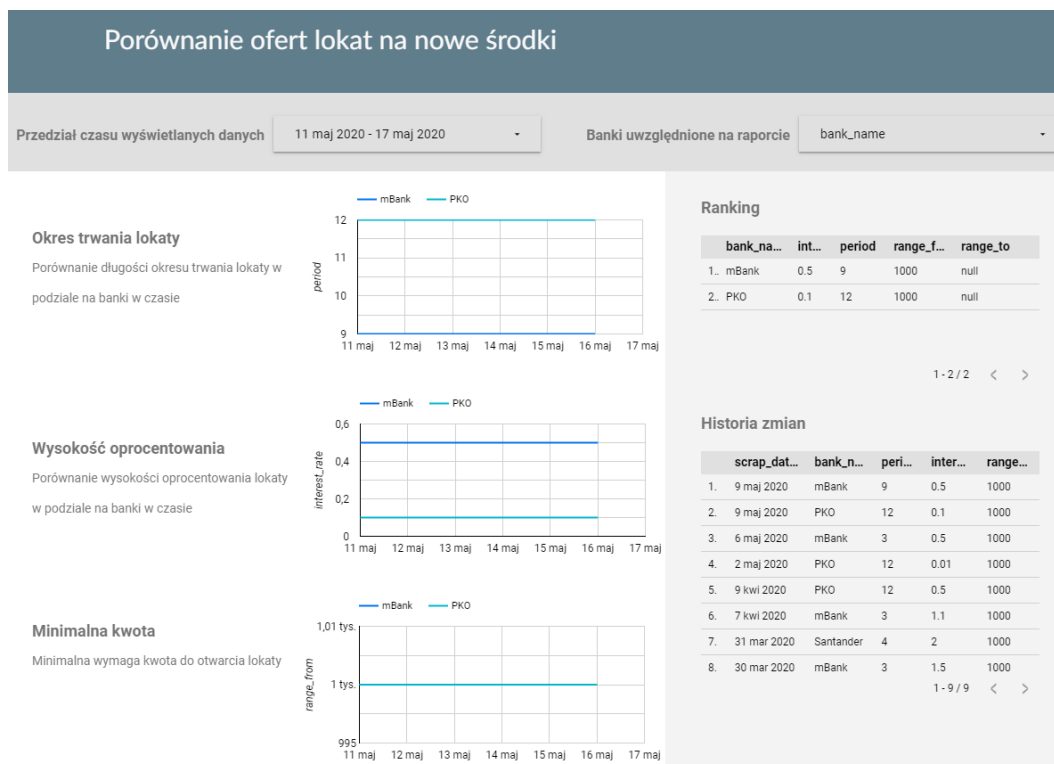 Porównanie ofert lokat na nowe środki
Przedział czasu wyświetlanych danych
11 maj 2020 - 17 maj 2020
Banki uwzględnione na raporcie
bank_name
Okres trwania lokaty
Porównanie długości okresu trwania lokaty w
podziale na banki w czasie
mBank PKO
period
12
11
10
9
11 maj 12 maj 13 maj 14 maj 15 maj 16 maj 17 maj
Wysokość oprocentowania
Porównanie wysokości oprocentowania lokaty
w podziale na banki w czasie
mBank PKO
interest_rate
0,6
0,4
0,2
0
11 maj 12 maj 13 maj 14 maj 15 maj 16 maj 17 maj
Minimalna kwota
Minimalna wymaga kwota do otwarcia lokaty
mBank PKO
range_from
1,01 tys.
1 tys.
995
11 maj 12 maj 13 maj 14 maj 15 maj 16 maj 17 maj
Ranking
bank_na... int... period range_f... range_to
1.. mBank 0.5 9 1000 null
2.. PKO 0.1 12 1000 null
1 - 2 / 2 < >
Historia zmian
scrap_dat... bank_n... peri... inter... range...
1. 9 maj 2020 mBank 9 0.5 1000
2. 9 maj 2020 PKO 12 0.1 1000
3. 6 maj 2020 mBank 3 0.5 1000
4. 2 maj 2020 PKO 12 0.01 1000
5. 9 kwi 2020 PKO 12 0.5 1000
6. 7 kwi 2020 mBank 3 1.1 1000
7. 31 mar 2020 Santander 4 2 1000
8. 30 mar 2020 mBank 3 1.5 1000
1 - 9 / 9 < >